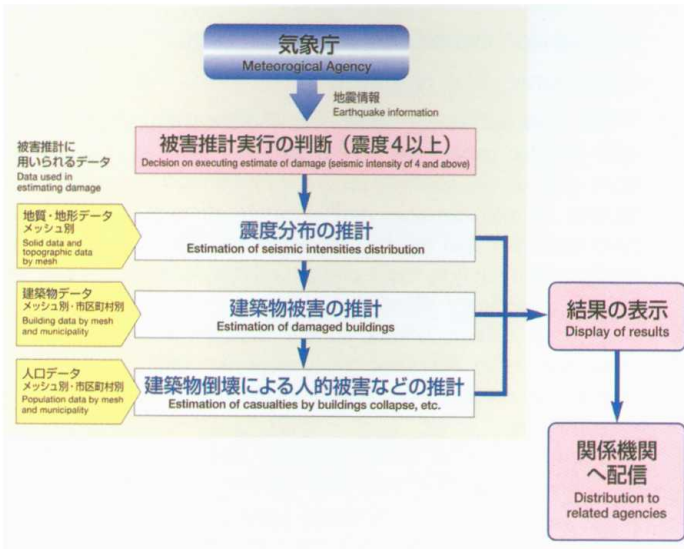 気象庁
Meteorogical Agency
地震情報
Earthquake information
被害推計実行の判断（震度4以上）
Decision on executing estimate of damage (seismic intensity of 4 and above)
被害推計に
用いられるデータ
Data used in
estimating damage
地質・地形データ
メッシュ別
Solid data and
topographic data
by mesh
震度分布の推計
Estimation of seismic intensities distribution
建築物データ
メッシュ別・市区町村別
Building data by mesh
and municipality
建築物被害の推計
Estimation of damaged buildings
人口データ
メッシュ別・市区町村別
Population data by mesh
and municipality
建築物倒壊による人的被害などの推計
Estimation of casualties by buildings collapse, etc.
結果の表示
Display of results
関係機関
へ配信
Distribution to
related agencies